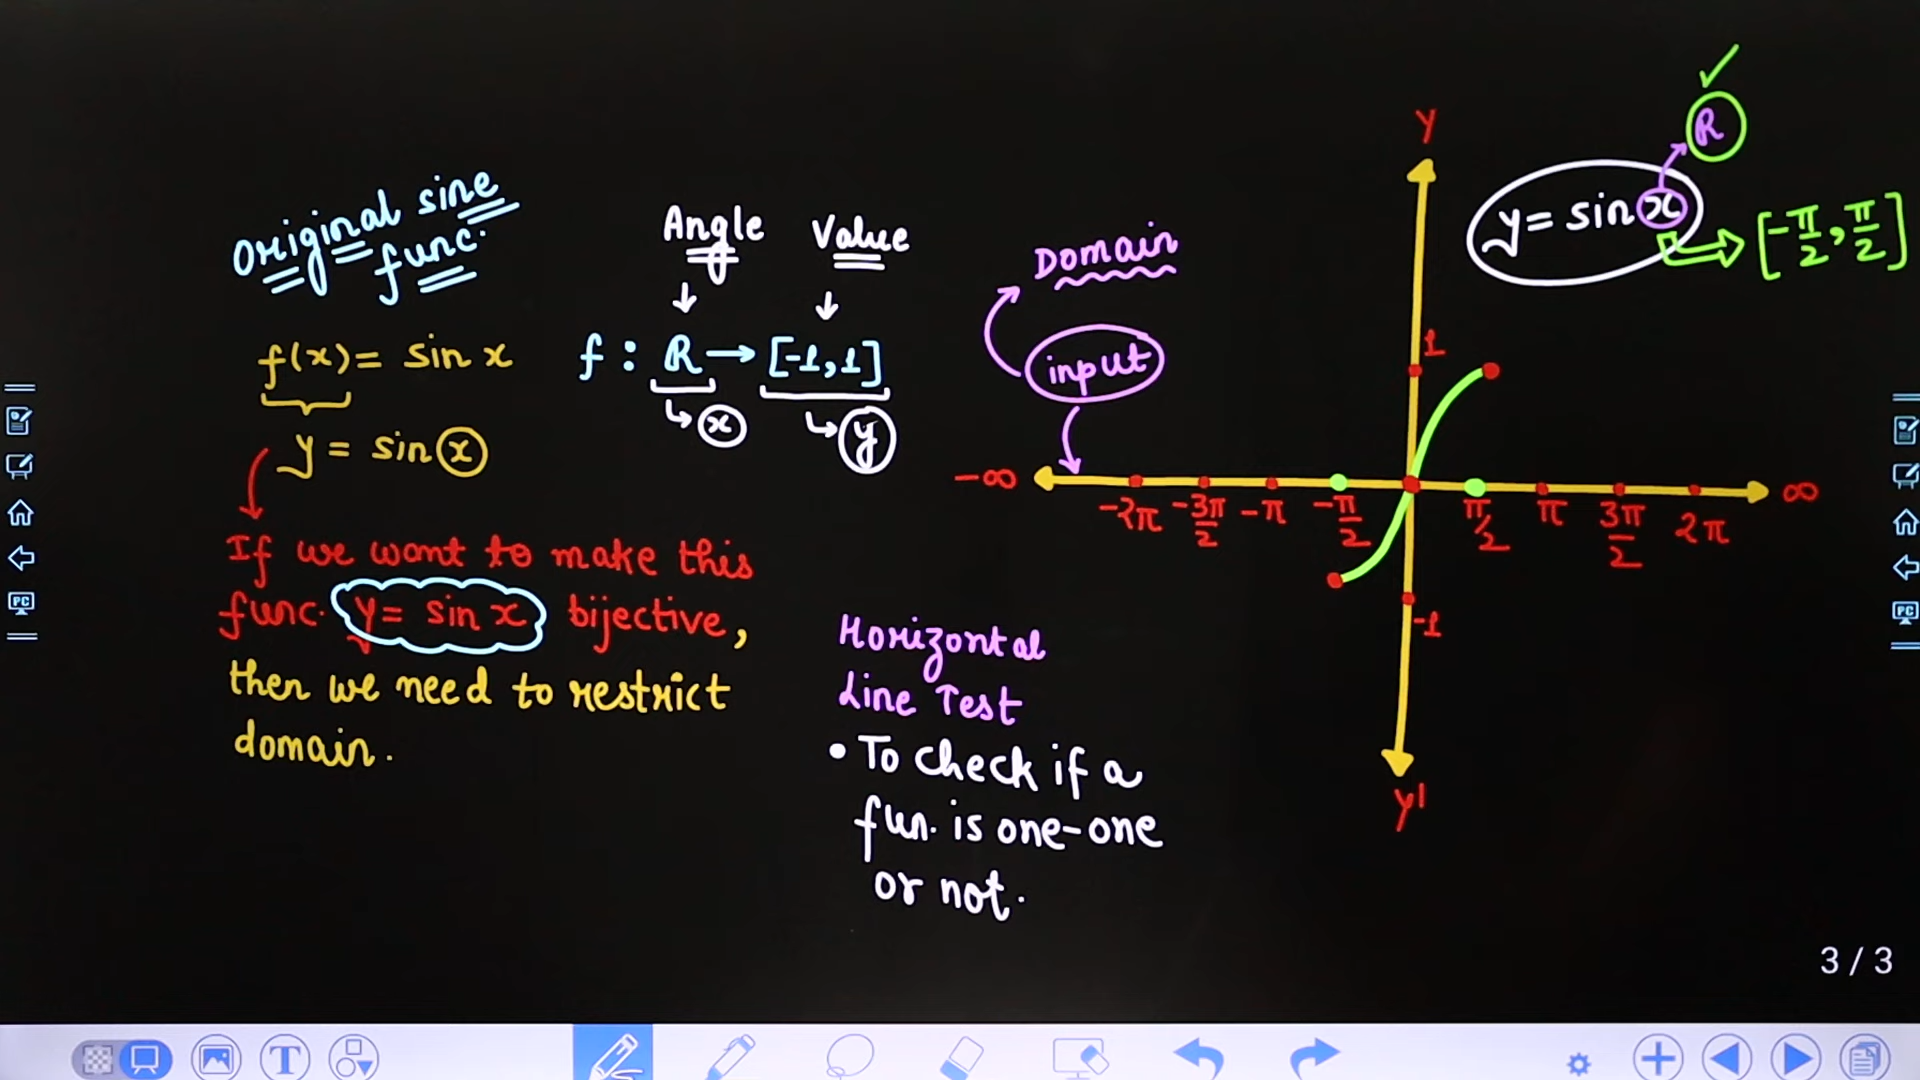 Original sine
func.
f(x) = sin x
y = sin x
If we want to make this
func. y = sin x bijective,
then we need to restrict
domain.
Angle Value
↓ ↓
f : R → [-1,1]
↳ x ↳ y
Domain
input
Horizontal
Line Test
• To check if a
fun. is one-one
or not.
y
1
-∞ -2π -3π/2 -π -π/2 π/2 π 3π/2 2π ∞
-1
y'
✓
R
y = sin x
[-π/2, π/2]
3 / 3
T
PC
PC